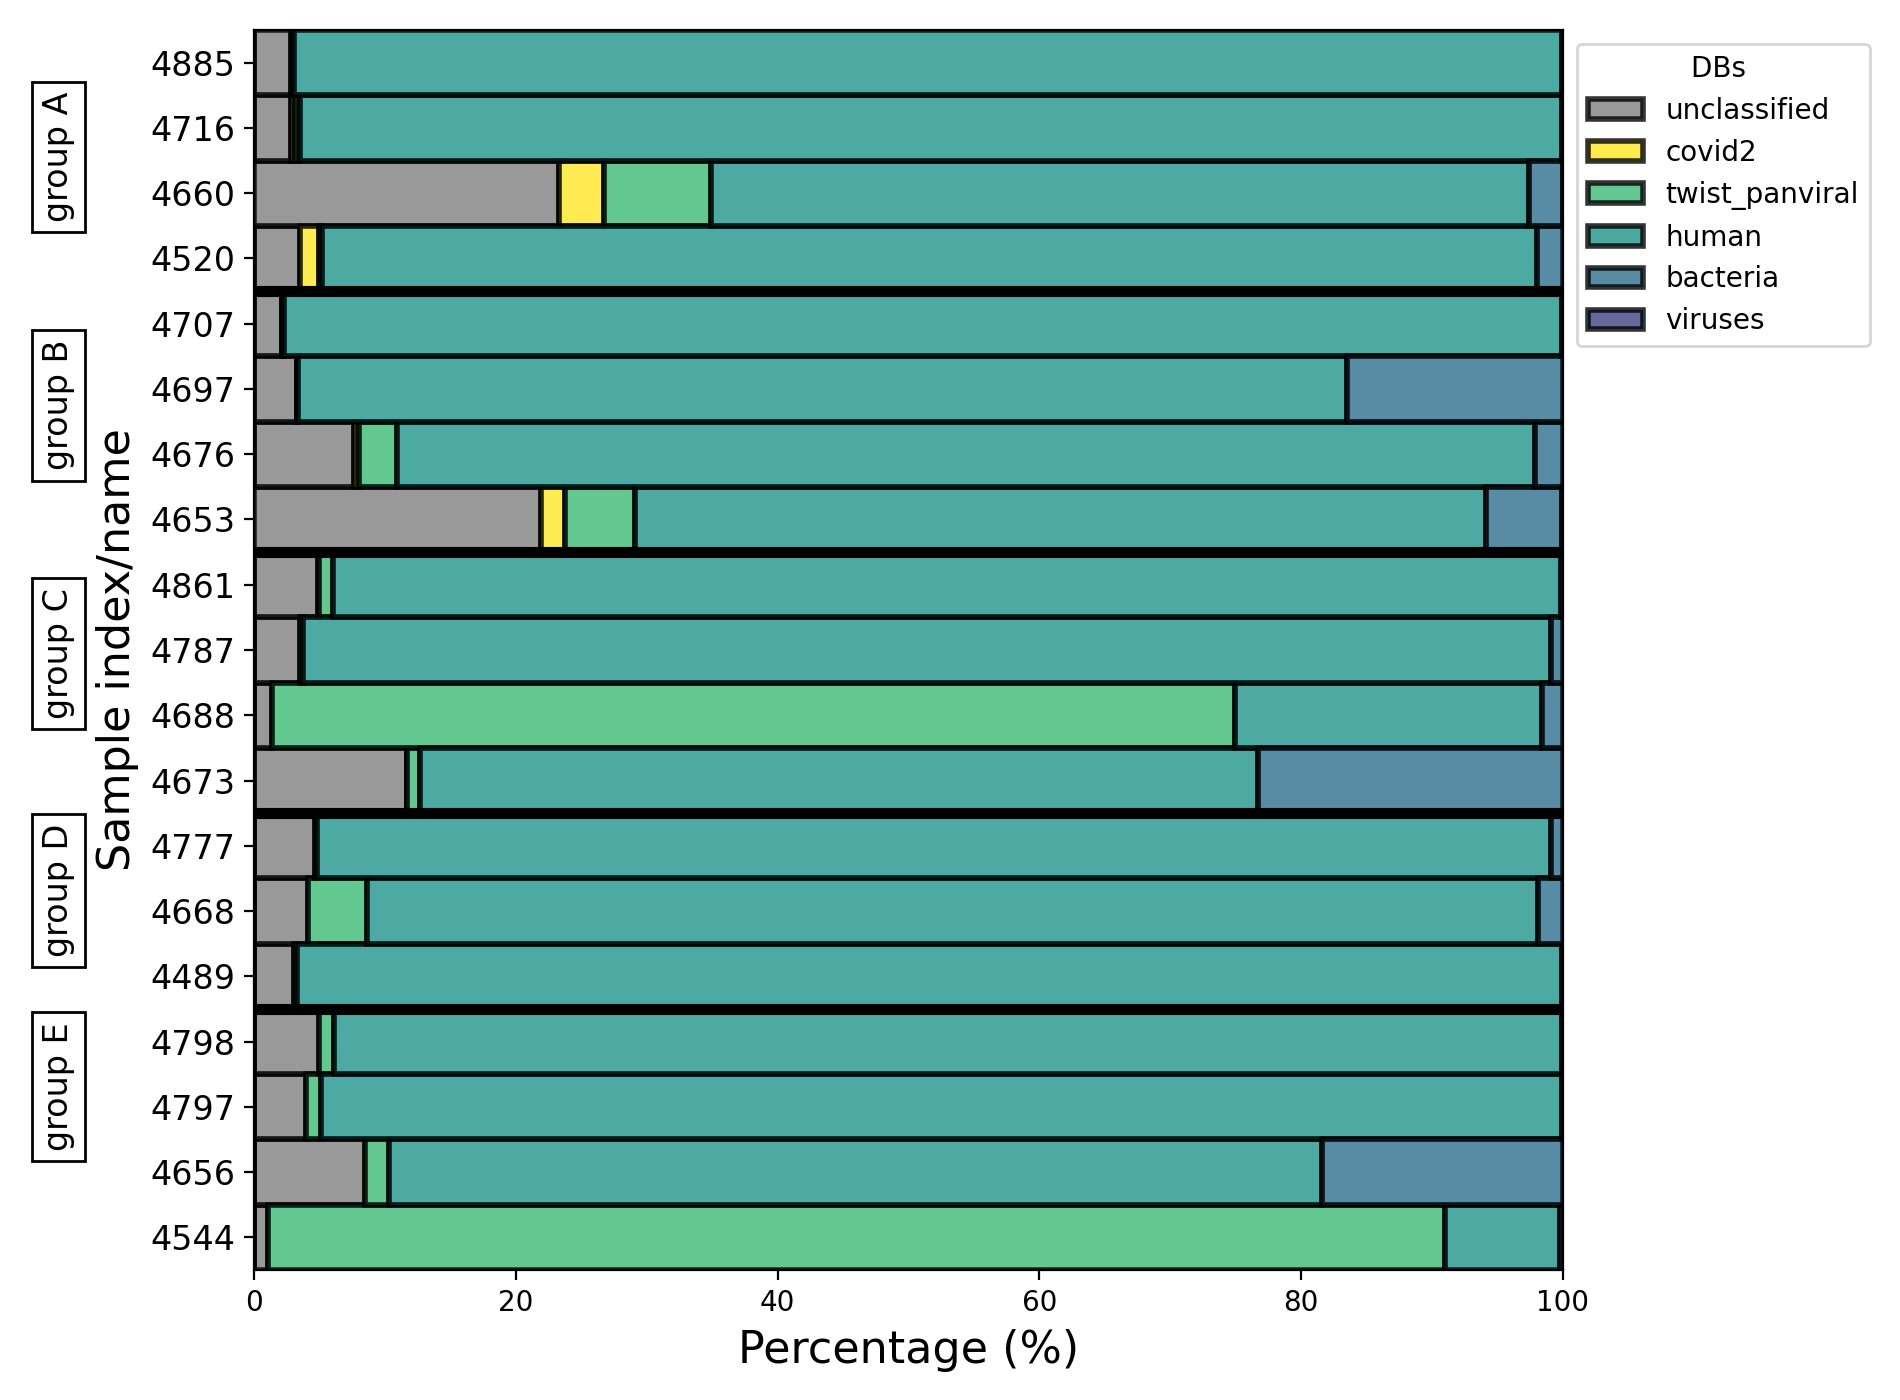 group A
group B
group C
group D
group E
Sample index/name
4885
4716
4660
4520
4707
4697
4676
4653
4861
4787
4688
4673
4777
4668
4489
4798
4797
4656
4544
0 20 40 60 80 100
Percentage (%)
DBs
unclassified
covid2
twist_panviral
human
bacteria
viruses